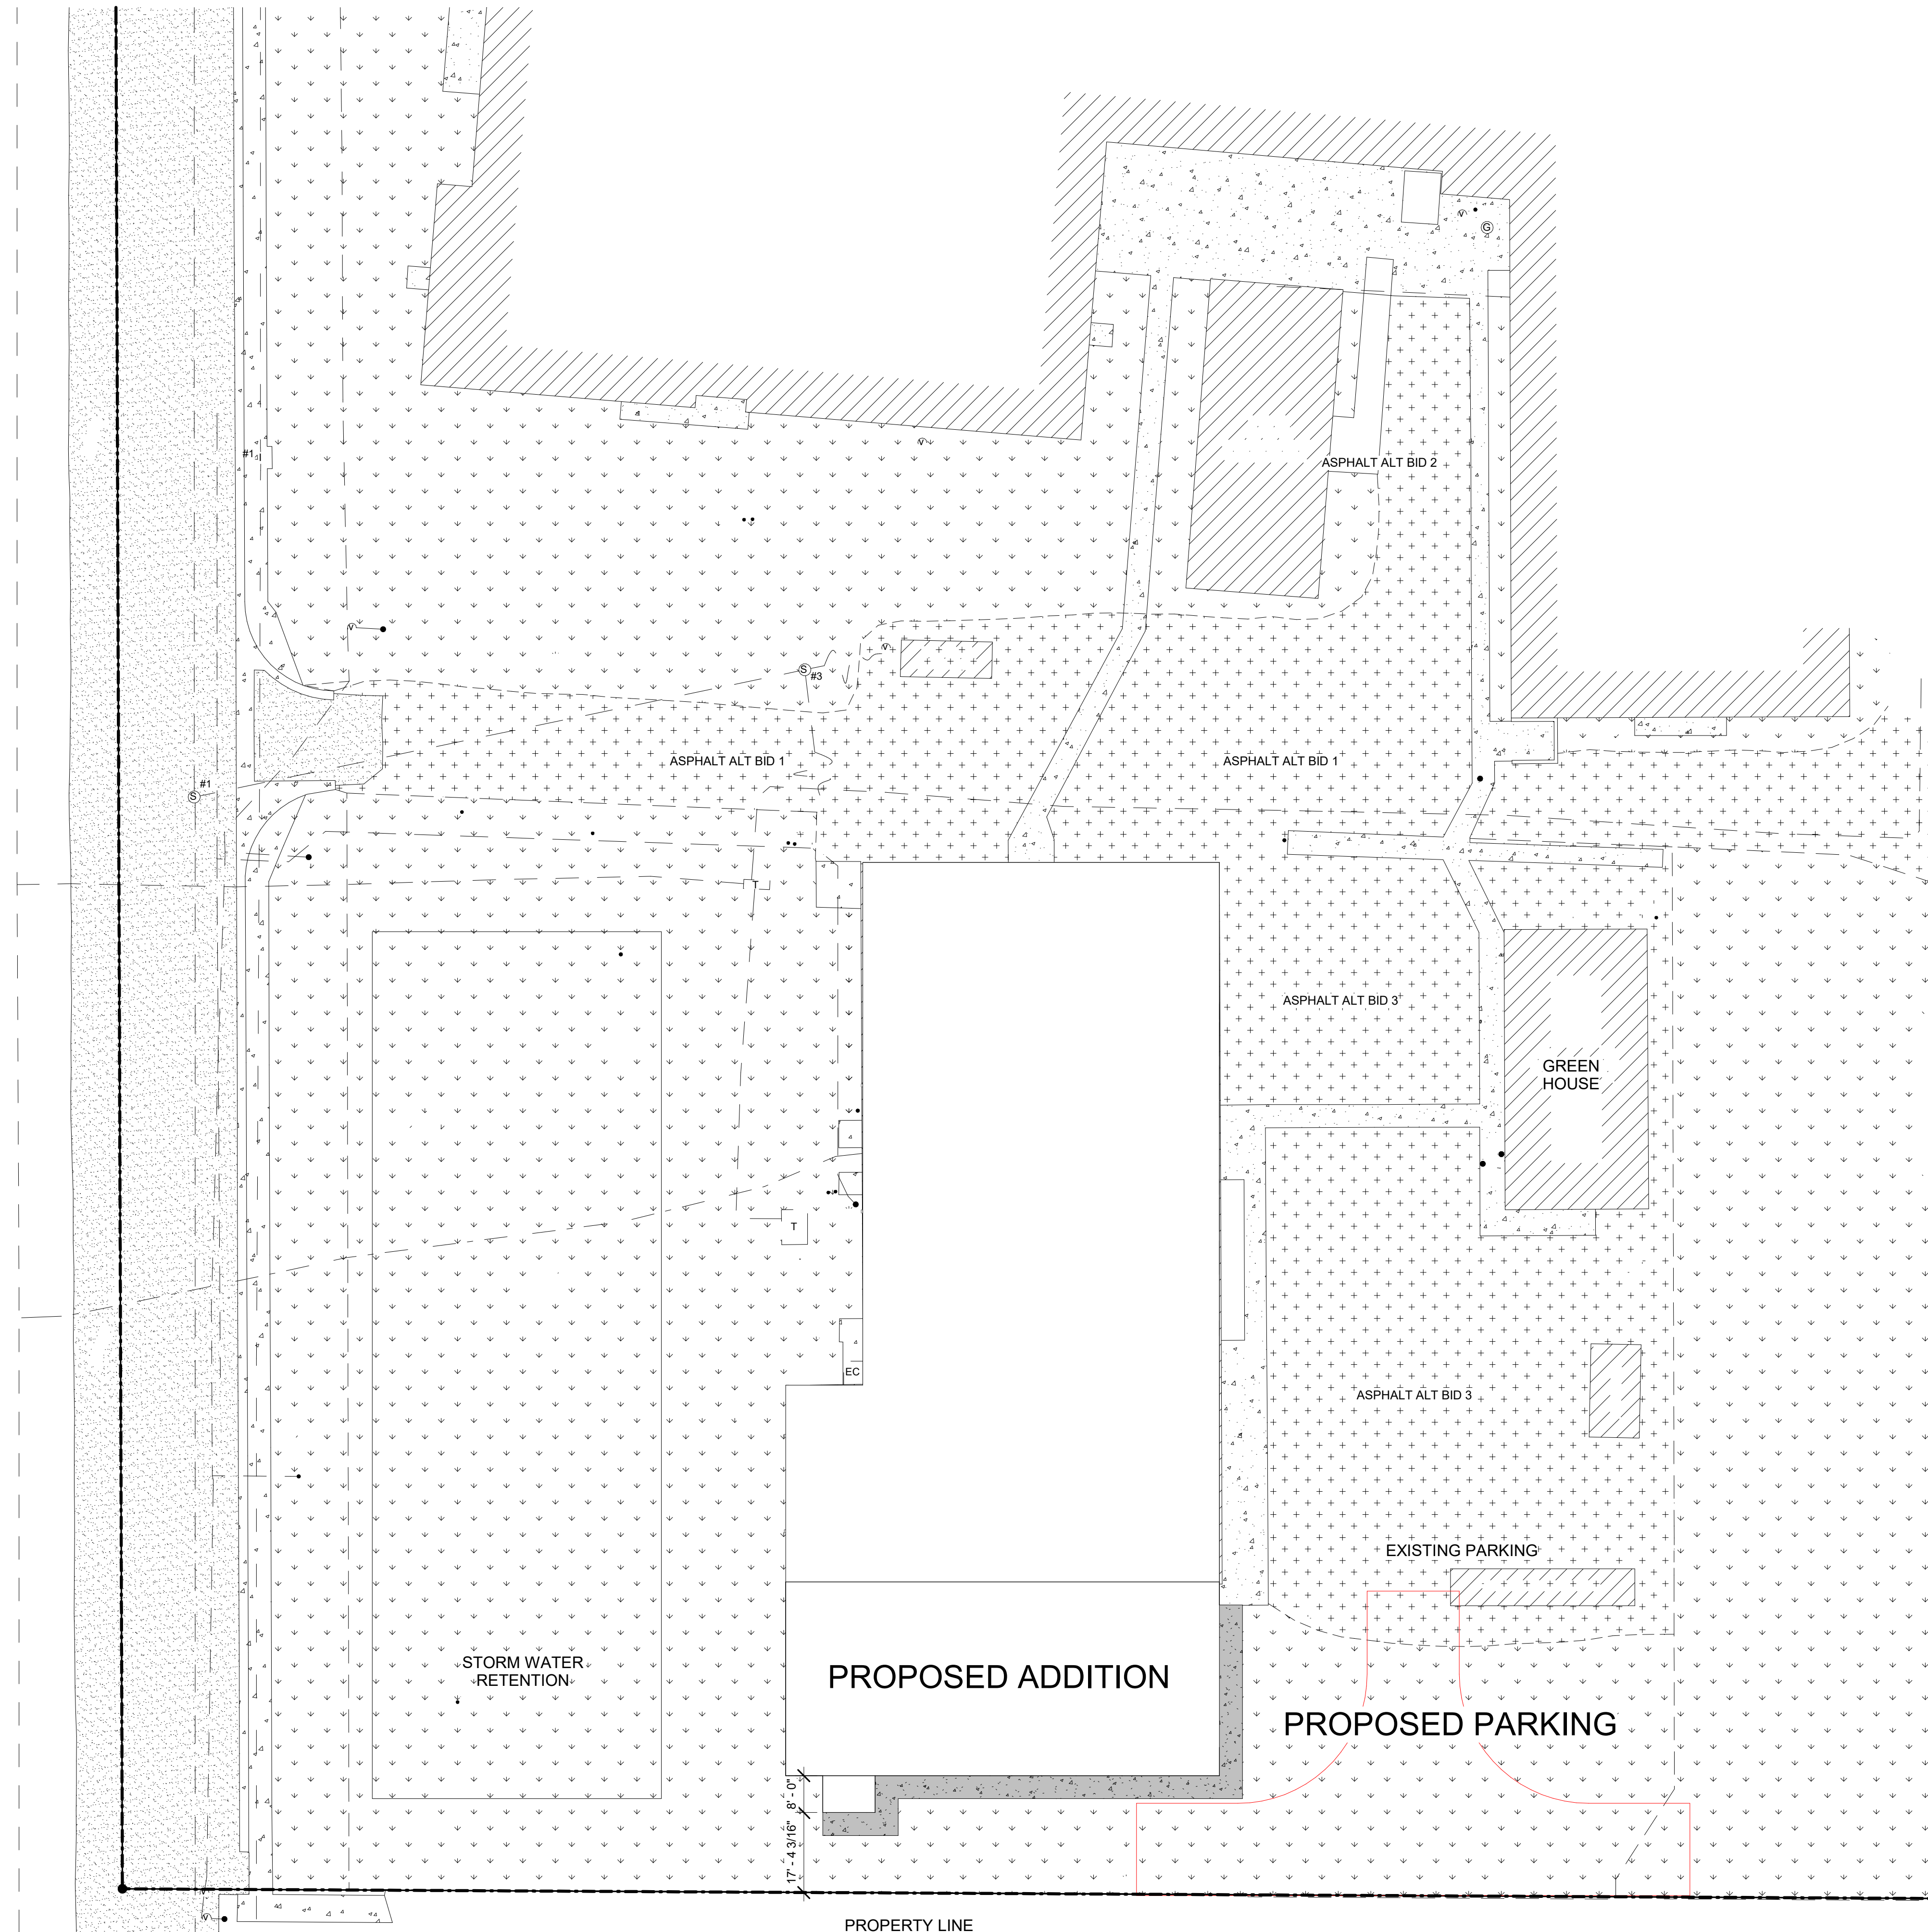 V
G
#1
V
ASPHALT ALT BID 2
V
V
S
#3
ASPHALT ALT BID 1
ASPHALT ALT BID 1
#1
S
T
ASPHALT ALT BID 3
GREEN
HOUSE
T
EC
ASPHALT ALT BID 3
EXISTING PARKING
STORM WATER
RETENTION
PROPOSED ADDITION
PROPOSED PARKING
8' - 0"
17' - 4 3/16"
V
V
PROPERTY LINE